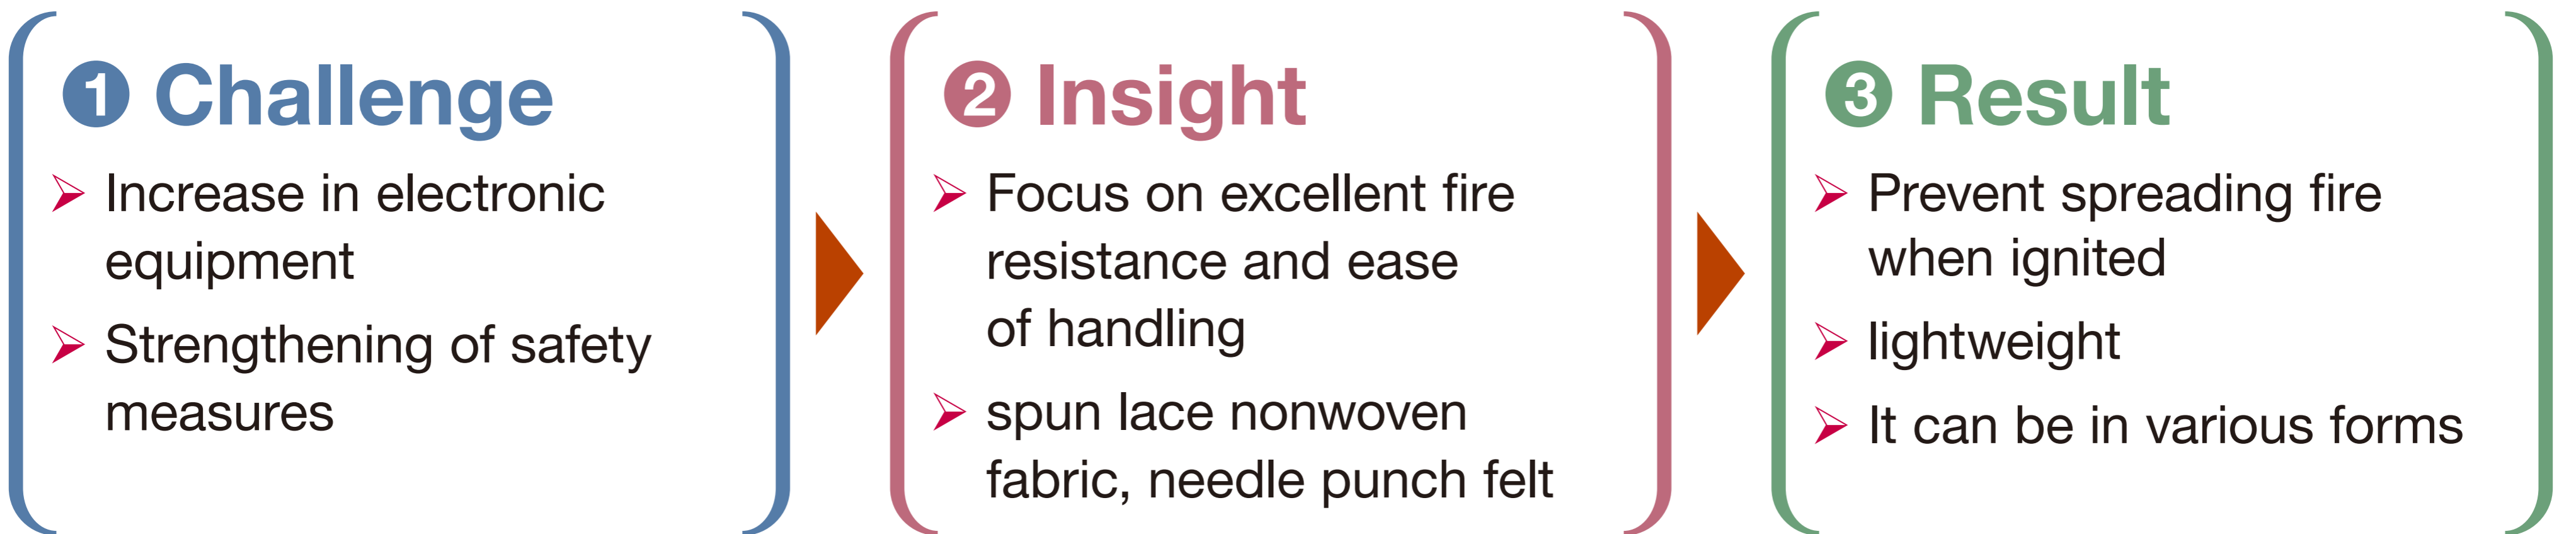 ❶ Challenge
➢ Increase in electronic
equipment
➢ Strengthening of safety
measures
❷ Insight
➢ Focus on excellent fire
resistance and ease
of handling
➢ spun lace nonwoven
fabric, needle punch felt
❸ Result
➢ Prevent spreading fire
when ignited
➢ lightweight
➢ It can be in various forms